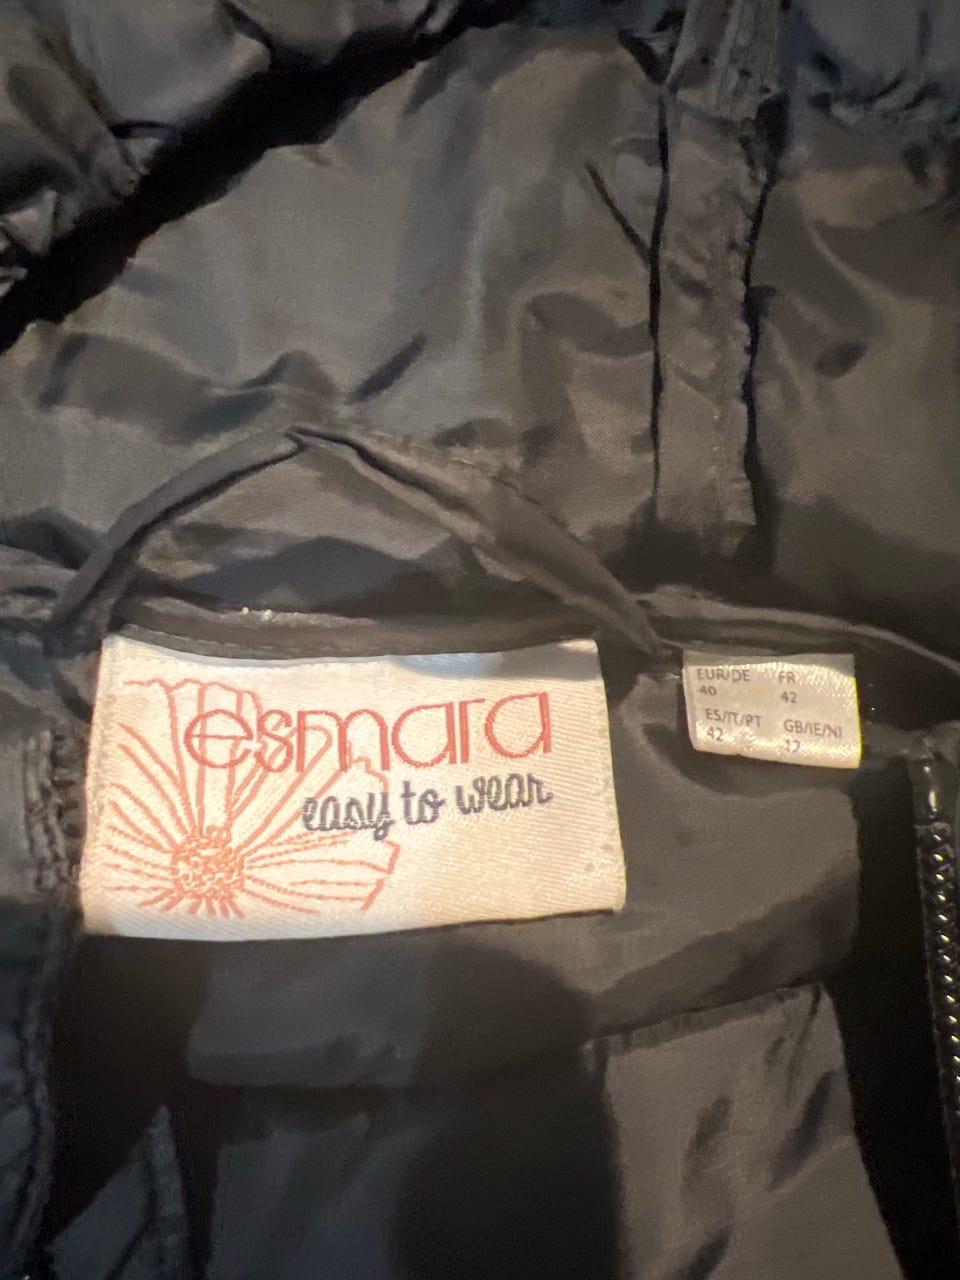 esmara
easy to wear
EUR/DE FR
40 42
ES/IT/PT GB/IE/NI
42 12